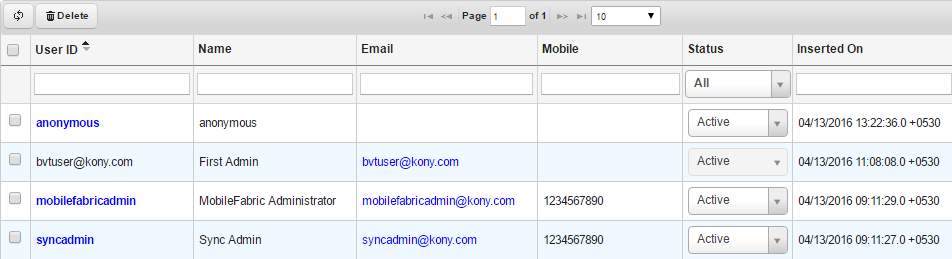 Delete Page 1 of 1 10
User ID Name Email Mobile Status Inserted On
All
anonymous anonymous Active 04/13/2016 13:22:36.0 +0530
bvtuser@kony.com First Admin bvtuser@kony.com Active 04/13/2016 11:08:08.0 +0530
mobilefabricadmin MobileFabric Administrator mobilefabricadmin@kony.com 1234567890 Active 04/13/2016 09:11:29.0 +0530
syncadmin Sync Admin syncadmin@kony.com 1234567890 Active 04/13/2016 09:11:27.0 +0530